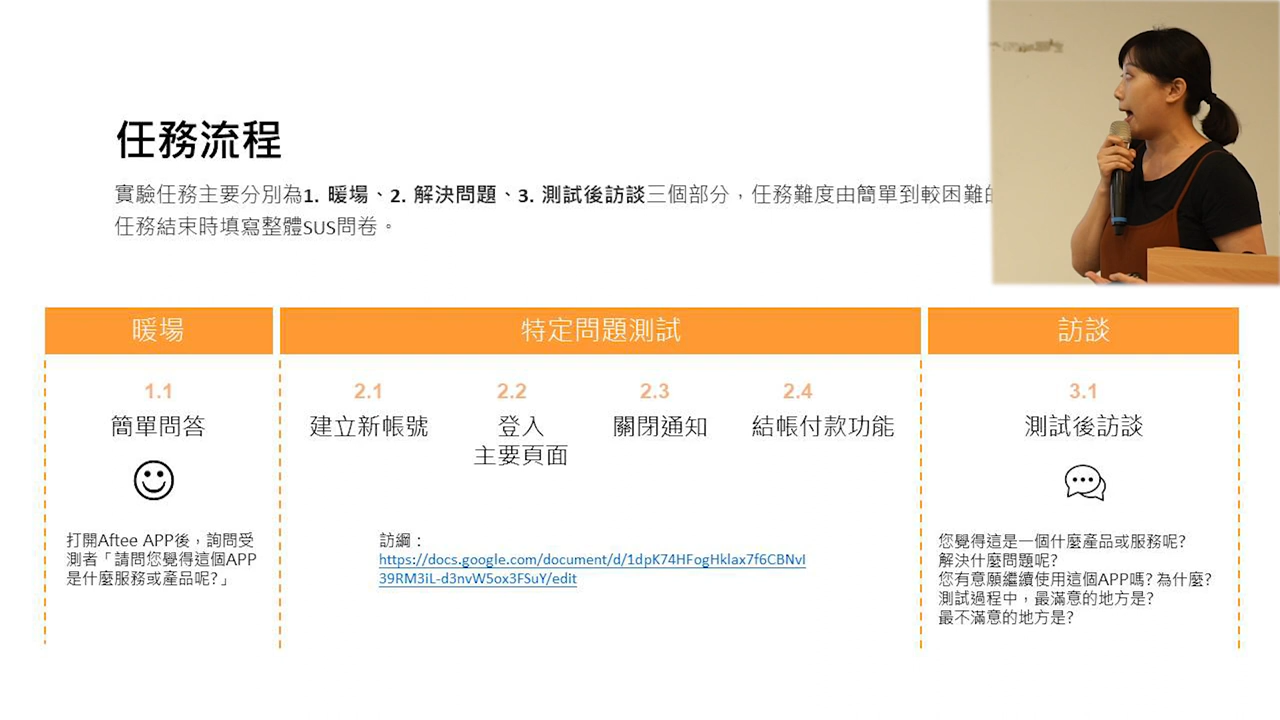 任務流程
實驗任務主要分別為1. 暖場、2. 解決問題、3. 測試後訪談三個部分，任務難度由簡單到較困難的
任務結束時填寫整體SUS問卷。
暖場
特定問題測試
訪談
1.1
簡單問答
打開Aftee APP後，詢問受
測者「請問您覺得這個APP
是什麼服務或產品呢?」
2.1
建立新帳號
2.2
登入
主要頁面
2.3
關閉通知
2.4
結帳付款功能
訪綱：
https://docs.google.com/document/d/1dpK74HFogHklax7f6CBNvI
39RM3iL-d3nvW5ox3FSuY/edit
3.1
測試後訪談
您覺得這是一個什麼產品或服務呢?
解決什麼問題呢?
您有意願繼續使用這個APP嗎? 為什麼?
測試過程中，最滿意的地方是?
最不滿意的地方是?